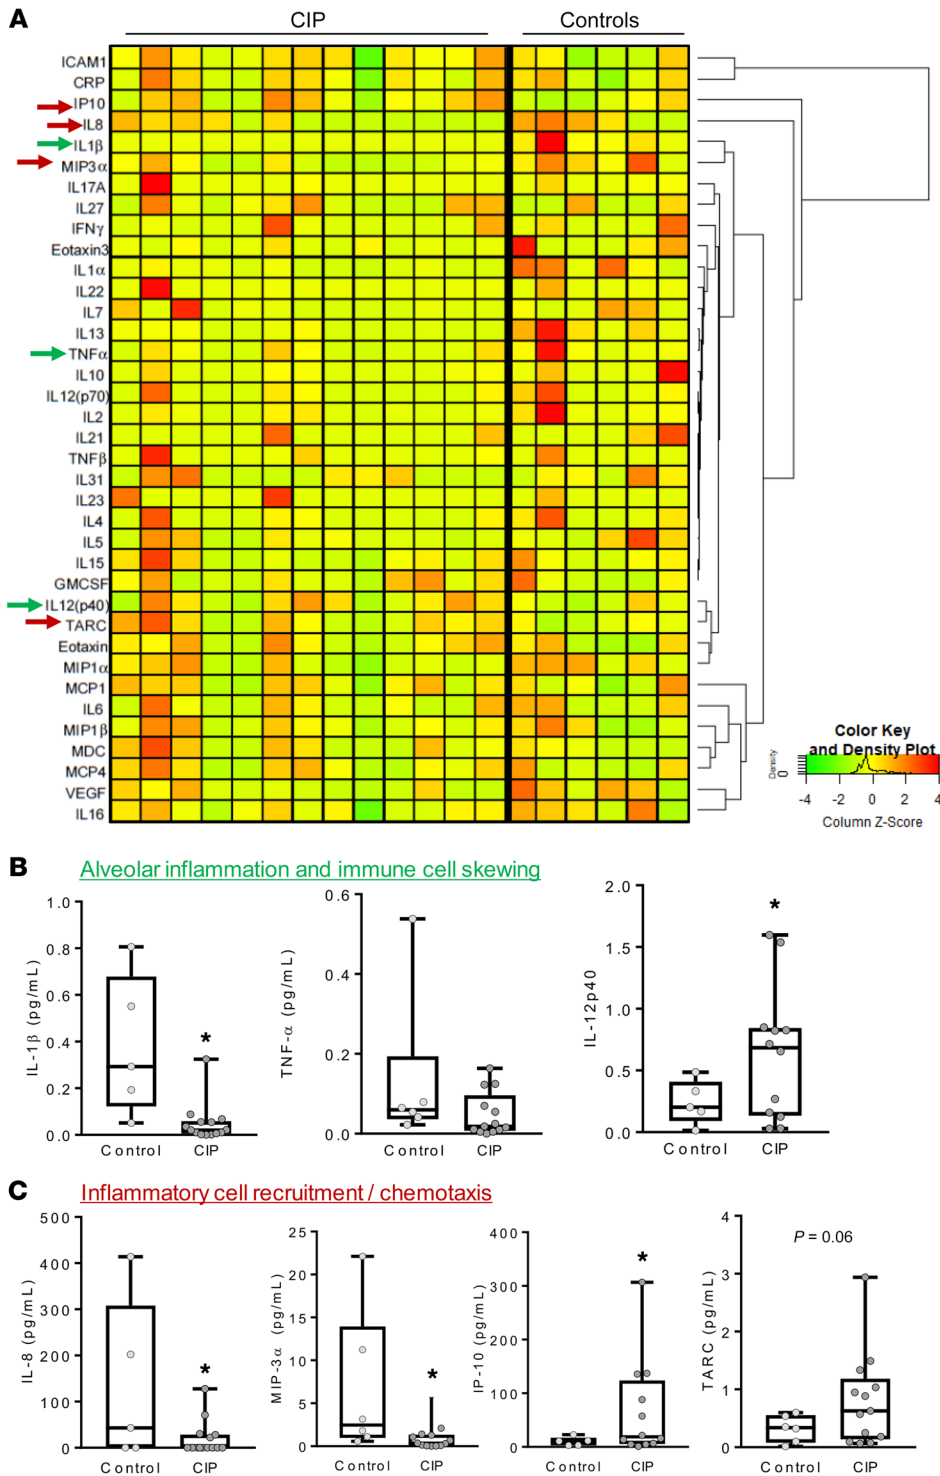 A
CIP Controls
ICAM1
CRP
IP10
IL8
IL1β
MIP3α
IL17A
IL27
IFNγ
Eotaxin3
IL1α
IL22
IL7
IL13
TNFα
IL10
IL12(p70)
IL2
IL21
TNFβ
IL31
IL23
IL4
IL5
IL15
GMCSF
IL12(p40)
TARC
Eotaxin
MIP1α
MCP1
IL6
MIP1β
MDC
MCP4
VEGF
IL16
Color Key
and Density Plot
Density
0
-4 -2 0 2 4
Column Z-Score
B
Alveolar inflammation and immune cell skewing
IL-1β (pg/mL)
1.0
0.8
0.6
0.4
0.2
0.0
*
Control CIP
TNF-α (pg/mL)
0.6
0.4
0.2
0.0
Control CIP
IL-12p40
2.0
1.5
1.0
0.5
0.0
*
Control CIP
C
Inflammatory cell recruitment / chemotaxis
IL-8 (pg/mL)
500
400
300
200
100
0
*
Control CIP
MIP-3α (pg/mL)
25
20
15
10
5
0
*
Control CIP
IP-10 (pg/mL)
400
300
200
100
0
*
Control CIP
TARC (pg/mL)
4
3
2
1
0
P = 0.06
Control CIP